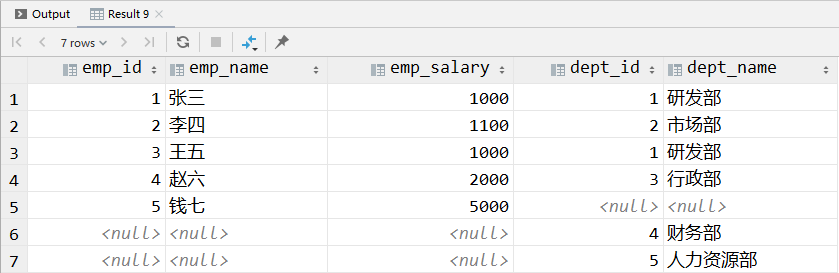 Output Result 9
7 rows
emp_id emp_name emp_salary dept_id dept_name
1 1 张三 1000 1 研发部
2 2 李四 1100 2 市场部
3 3 王五 1000 1 研发部
4 4 赵六 2000 3 行政部
5 5 钱七 5000 <null> <null>
6 <null> <null> <null> 4 财务部
7 <null> <null> <null> 5 人力资源部